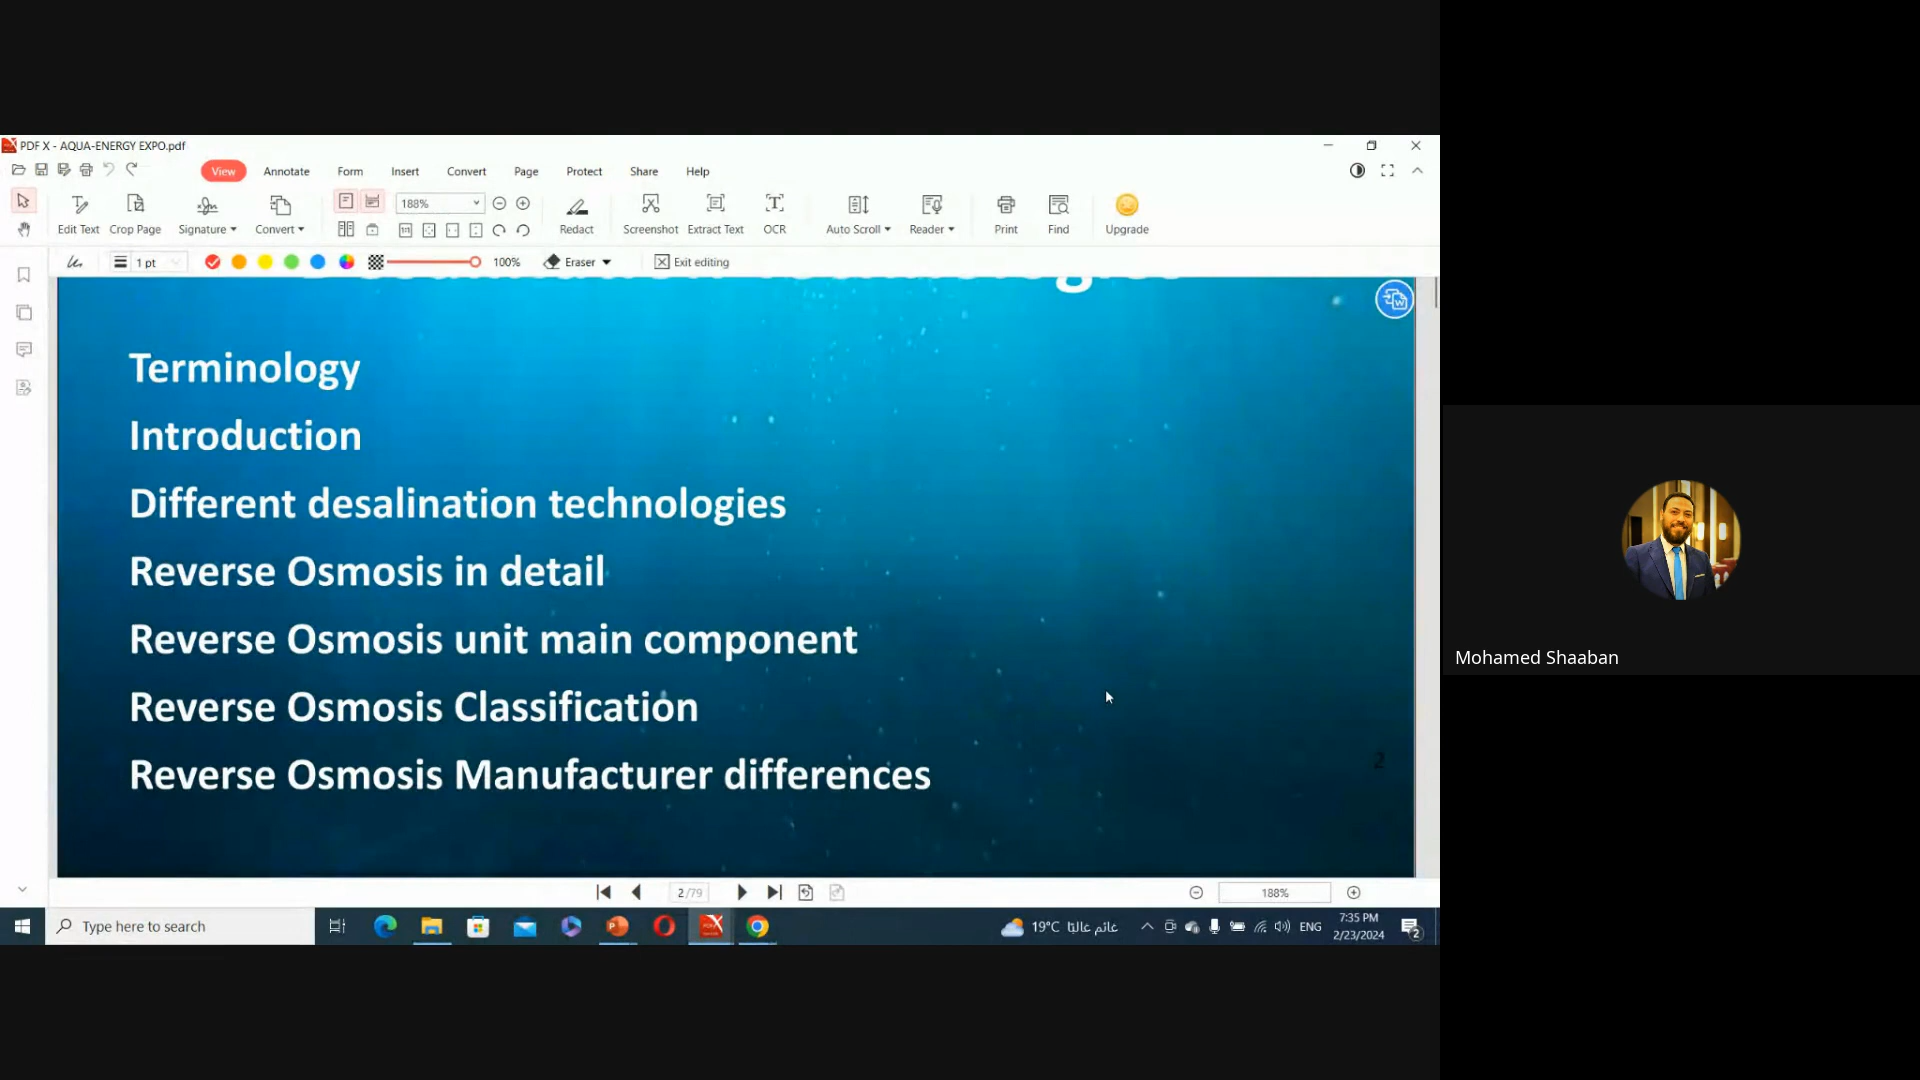 PDF X - AQUA-ENERGY EXPO.pdf
View Annotate Form Insert Convert Page Protect Share Help
188%
Edit Text Crop Page Signature Convert Redact Screenshot Extract Text OCR Auto Scroll Reader Print Find Upgrade
1 pt 100% Eraser Exit editing
Terminology
Introduction
Different desalination technologies
Reverse Osmosis in detail
Reverse Osmosis unit main component
Reverse Osmosis Classification
Reverse Osmosis Manufacturer differences
2
Mohamed Shaaban
2/79
188%
Type here to search
19°C غائم غالبًا
ENG
7:35 PM
2/23/2024
2